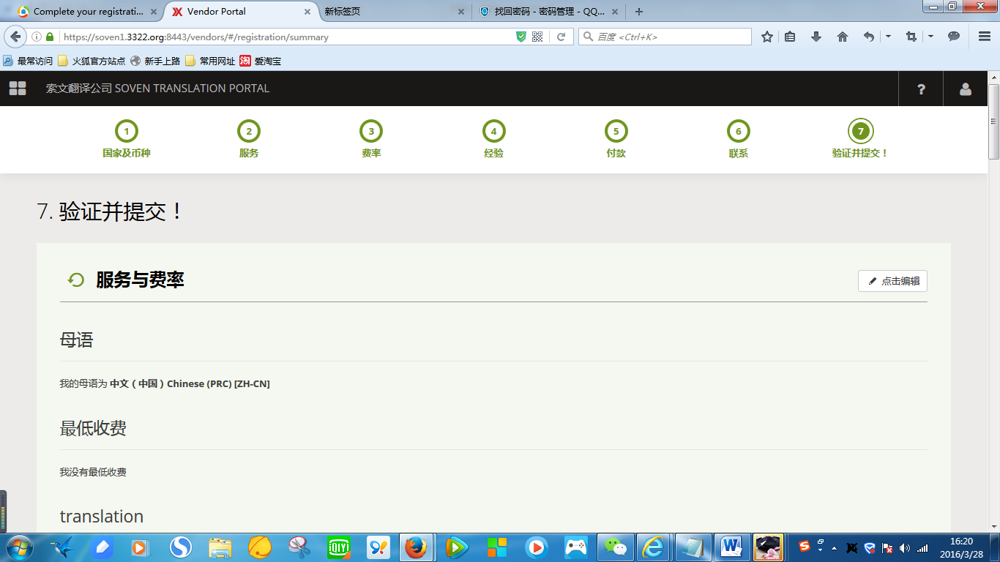 Complete your registrati...
Vendor Portal
新标签页
找回密码 - 密码管理 - QQ...
https://soven1.3322.org:8443/vendors/#/registration/summary
百度 <Ctrl+K>
最常访问 火狐官方站点 新手上路 常用网址 淘 爱淘宝
索文翻译公司 SOVEN TRANSLATION PORTAL
?
1 2 3 4 5 6 7
国家及币种 服务 费率 经验 付款 联系 验证并提交！
7. 验证并提交！
服务与费率
点击编辑
母语
我的母语为 中文（中国）Chinese (PRC) [ZH-CN]
最低收费
我没有最低收费
translation
iQIYI
16:20
2016/3/28